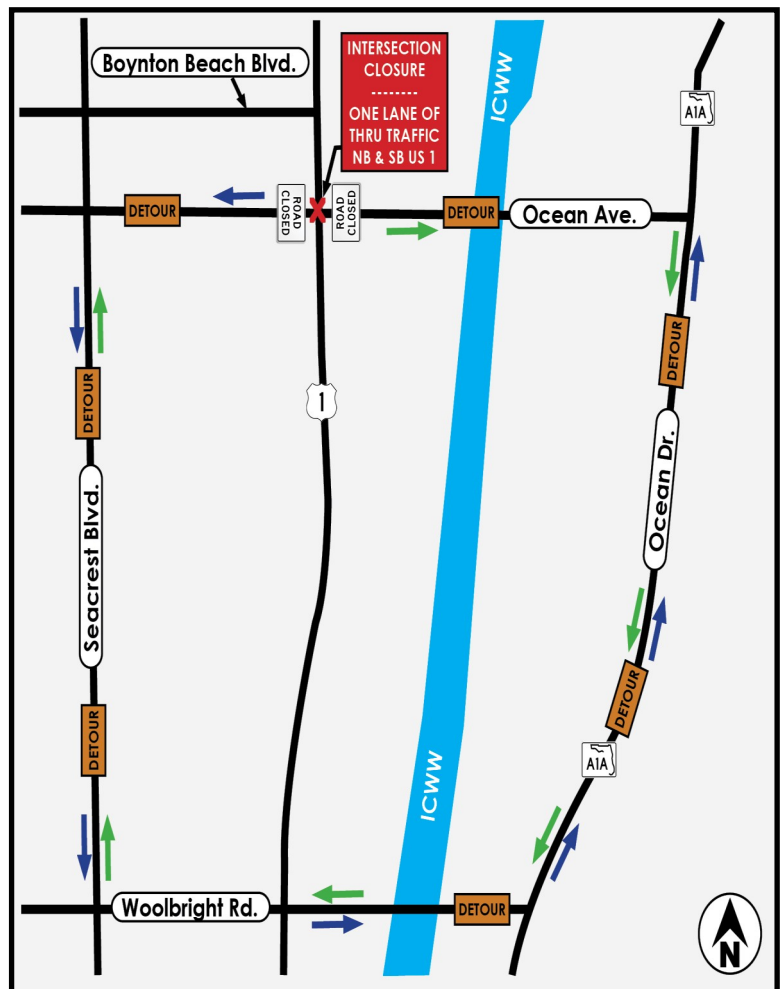 Boynton Beach Blvd.
INTERSECTION
CLOSURE
--------
ONE LANE OF
THRU TRAFFIC
NB & SB US 1
ICWW
A1A
DETOUR
ROAD
CLOSED
ROAD
CLOSED
DETOUR
Ocean Ave.
DETOUR
DETOUR
1
Seacrest Blvd.
Ocean Dr.
DETOUR
DETOUR
A1A
ICWW
Woolbright Rd.
DETOUR
N